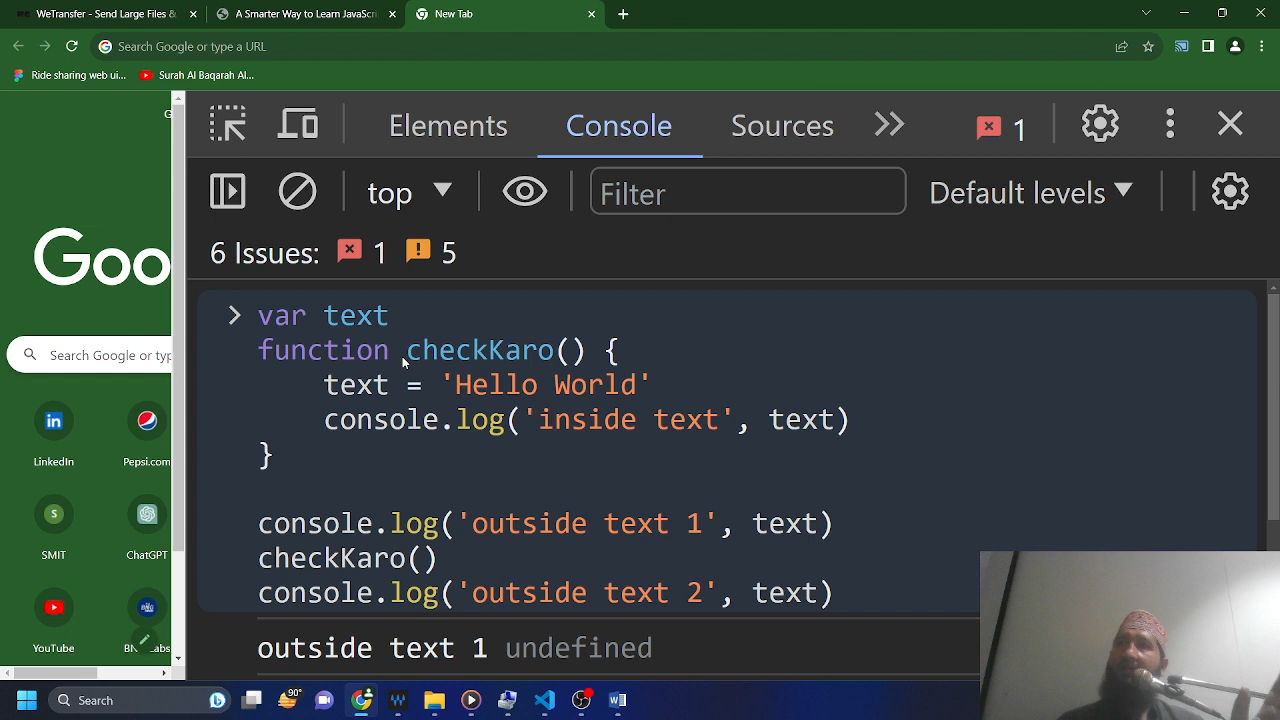 WeTransfer - Send Large Files &
A Smarter Way to Learn JavaScri
New Tab
Search Google or type a URL
Ride sharing web ui...
Surah Al Baqarah Al...
G
Goo
Search Google or typ
LinkedIn
Pepsi.com
S
SMIT
ChatGPT
YouTube
Elements
Console
Sources
1
top
Filter
Default levels
6 Issues:
1
5
var text
function checkKaro() {
text = 'Hello World'
console.log('inside text', text)
}
console.log('outside text 1', text)
checkKaro()
console.log('outside text 2', text)
outside text 1 undefined
Search
90°